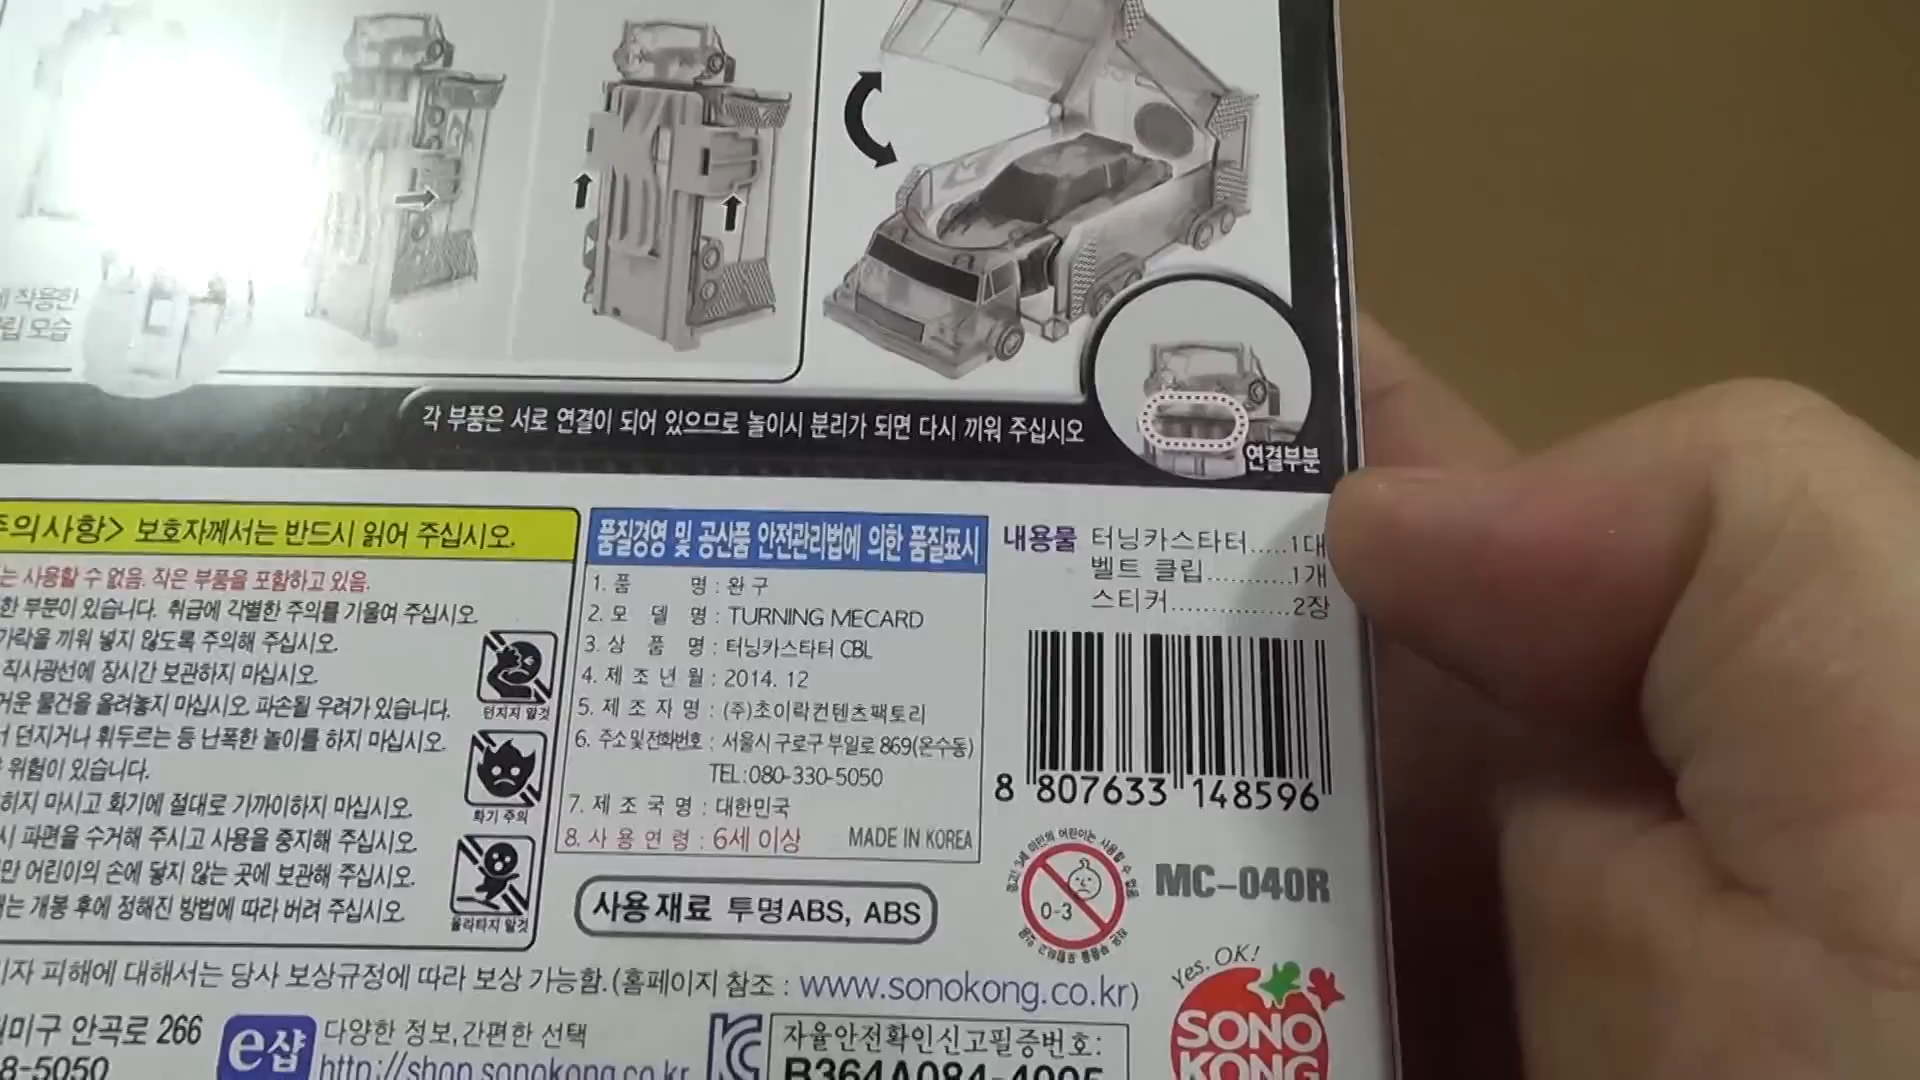 에 착용한
립 모습
각 부품은 서로 연결이 되어 있으므로 놀이시 분리가 되면 다시 끼워 주십시오
연결부분
주의사항> 보호자께서는 반드시 읽어 주십시오.
는 사용할 수 없음. 작은 부품을 포함하고 있음.
한 부분이 있습니다. 취급에 각별한 주의를 기울여 주십시오.
가락을 끼워 넣지 않도록 주의해 주십시오.
직사광선에 장시간 보관하지 마십시오.
거운 물건을 올려놓지 마십시오. 파손될 우려가 있습니다.
서 던지거나 휘두르는 등 난폭한 놀이를 하지 마십시오.
위험이 있습니다.
히지 마시고 화기에 절대로 가까이하지 마십시오.
시 파편을 수거해 주시고 사용을 중지해 주십시오.
만 어린이의 손에 닿지 않는 곳에 보관해 주십시오.
는 개봉 후에 정해진 방법에 따라 버려 주십시오.
던지지 말것
화기 주의
올라타지 말것
품질경영 및 공산품 안전관리법에 의한 품질표시
1. 품 명 : 완구
2. 모 델 명 : TURNING MECARD
3. 상 품 명 : 터닝카스타터 CBL
4. 제 조 년 월 : 2014. 12
5. 제 조 자 명 : (주)초이락컨텐츠팩토리
6. 주소 및 전화번호 : 서울시 구로구 부일로 869(온수동)
TEL:080-330-5050
7. 제 조 국 명 : 대한민국
8. 사 용 연 령 : 6세 이상 MADE IN KOREA
사용재료 투명ABS, ABS
내용물 터닝카스타터.....1대
벨트 클립...........1개
스티커...............2장
8 807633 148596
0-3
MC-040R
이자 피해에 대해서는 당사 보상규정에 따라 보상 가능함.(홈페이지 참조 : www.sonokong.co.kr)
미구 안곡로 266
8-5050
e샵 다양한 정보,간편한 선택
http://shop.sonokong.co.kr
자율안전확인신고필증번호:
B364A084-4005
Yes, OK!
SONO
KONG